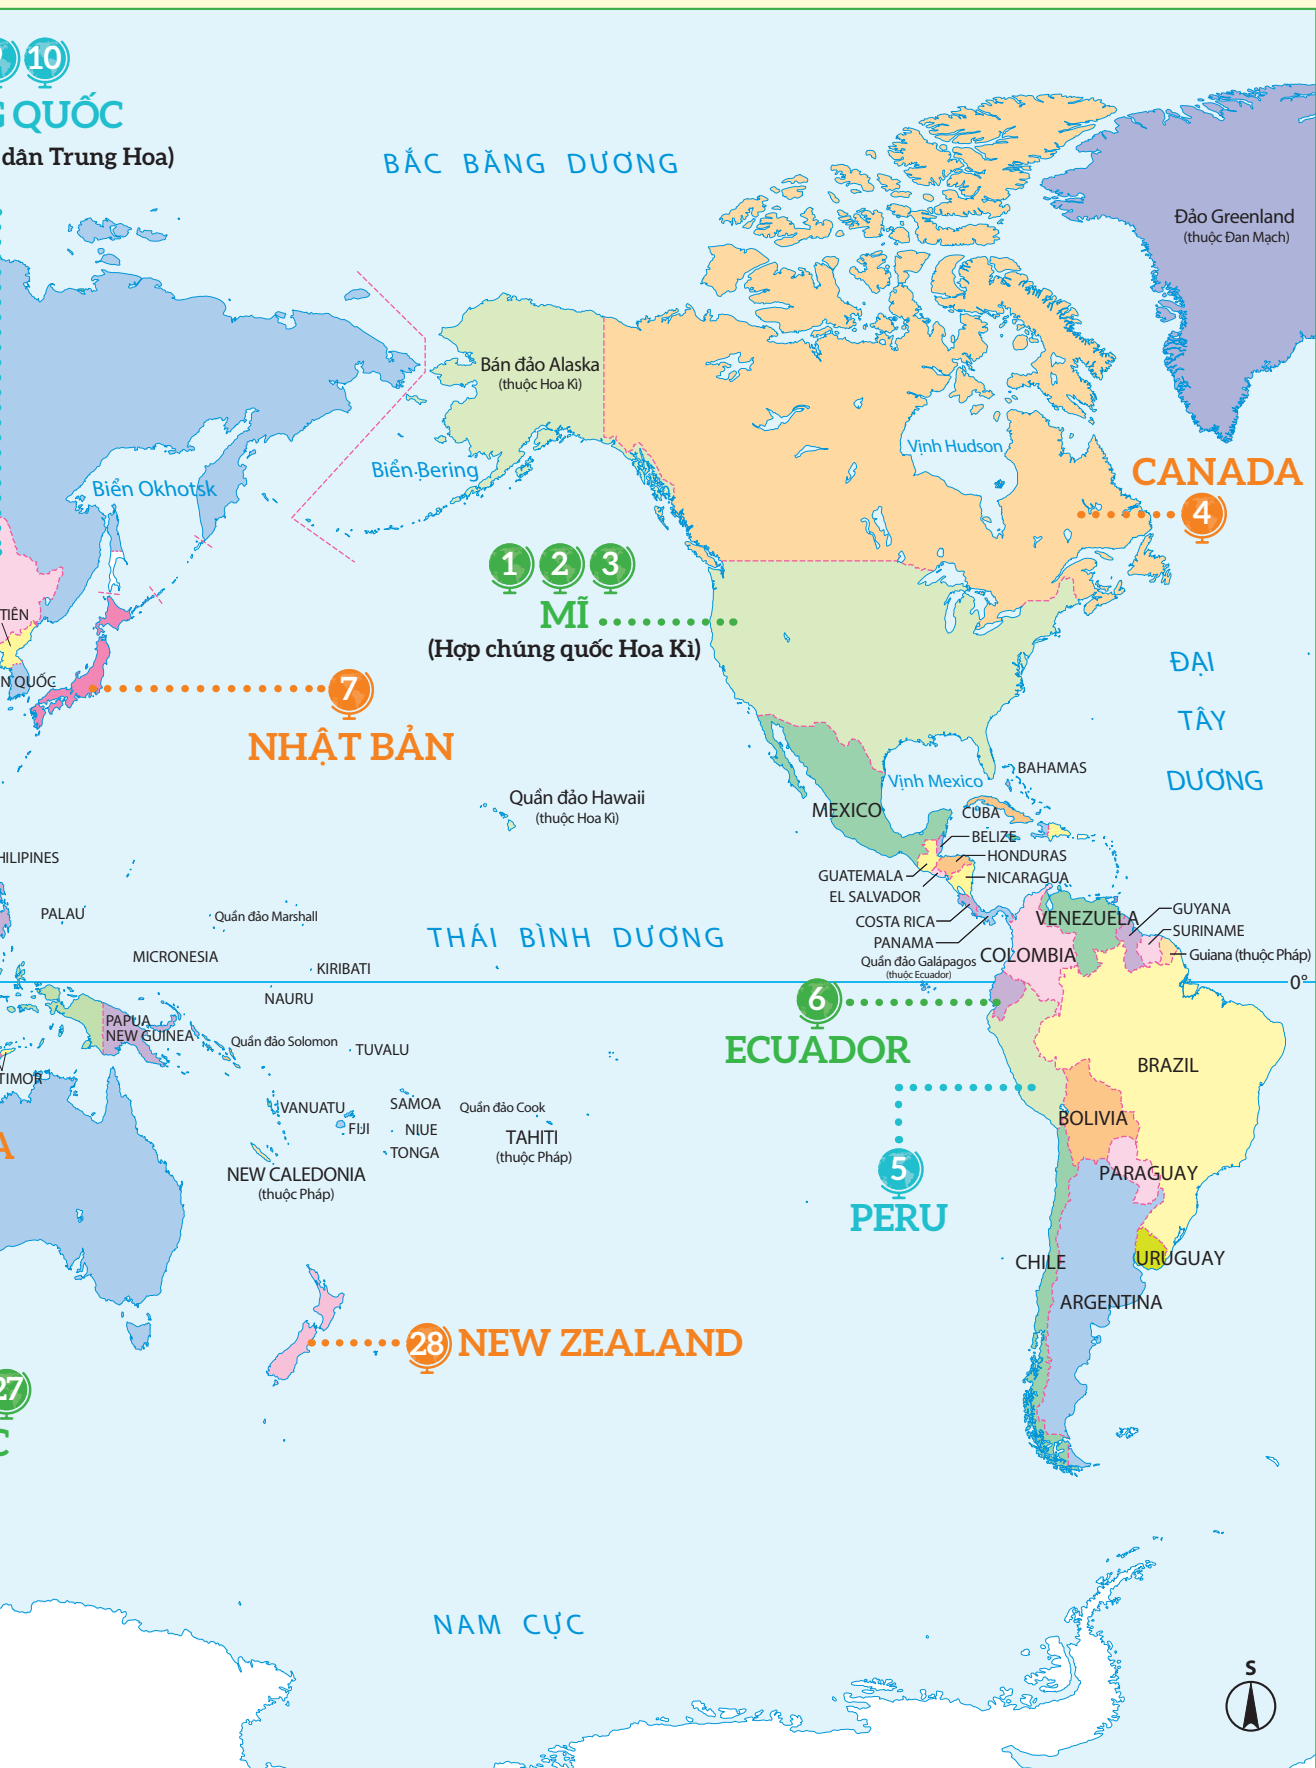 10
QUỐC
dân Trung Hoa)
BẮC BĂNG DƯƠNG
Đảo Greenland
(thuộc Đan Mạch)
Bán đảo Alaska
(thuộc Hoa Kì)
Vịnh Hudson
Biển Bering
CANADA
Biển Okhotsk
4
1 2 3
MĨ
(Hợp chúng quốc Hoa Kì)
TIÊN
ĐẠI
TÂY
DƯƠNG
N QUỐC
7
NHẬT BẢN
BAHAMAS
Vịnh Mexico
Quần đảo Hawaii
(thuộc Hoa Kì)
MEXICO
CUBA
BELIZE
HONDURAS
HILIPINES
GUATEMALA
NICARAGUA
EL SALVADOR
PALAU
Quần đảo Marshall
COSTA RICA
VENEZUELA
GUYANA
SURINAME
THÁI BÌNH DƯƠNG
PANAMA
COLOMBIA
Guiana (thuộc Pháp)
MICRONESIA
KIRIBATI
Quần đảo Galápagos
(thuộc Ecuador)
0°
NAURU
6
ECUADOR
PAPUA
NEW GUINEA
Quần đảo Solomon
TUVALU
BRAZIL
TIMOR
VANUATU
SAMOA
Quần đảo Cook
BOLIVIA
FIJI
NIUE
TAHITI
(thuộc Pháp)
TONGA
A
NEW CALEDONIA
(thuộc Pháp)
5
PERU
PARAGUAY
CHILE
URUGUAY
ARGENTINA
28 NEW ZEALAND
27
C
NAM CỰC
S